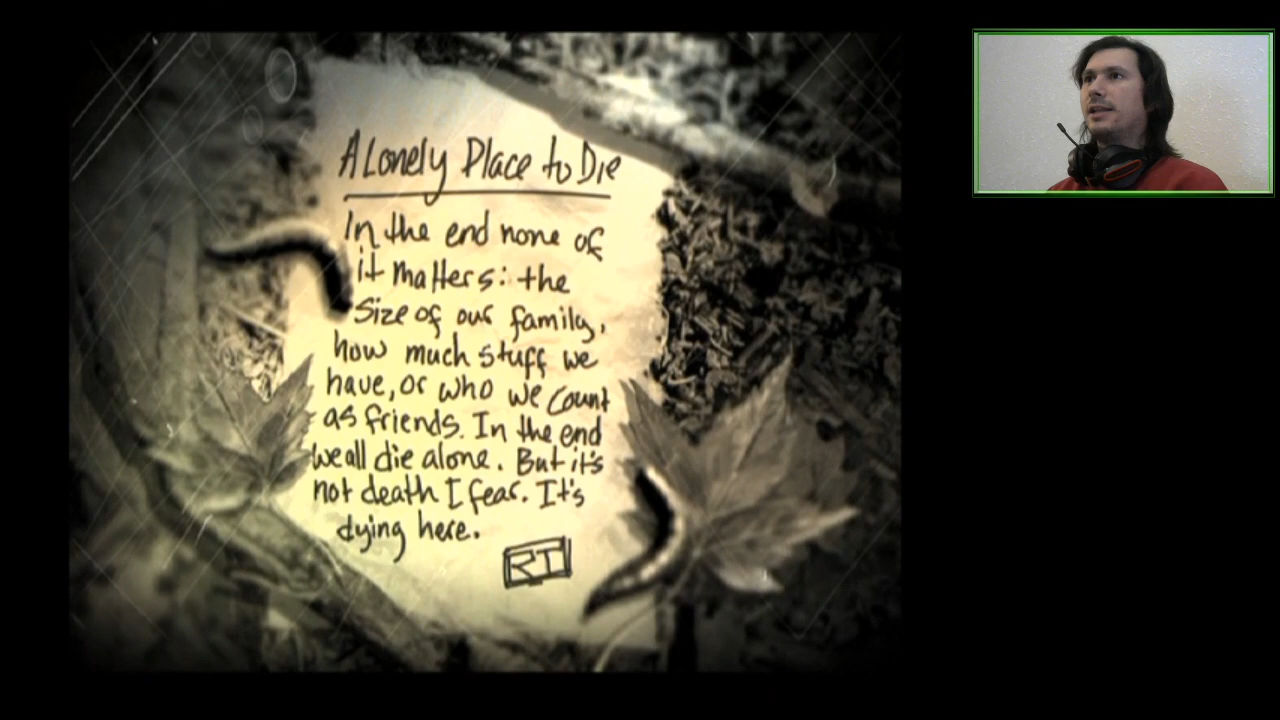 A Lonely Place to Die
In the end none of
it matters: the
size of our family,
how much stuff we
have, or who we count
as friends. In the end
we all die alone. But it's
not death I fear. It's
dying here.
RT